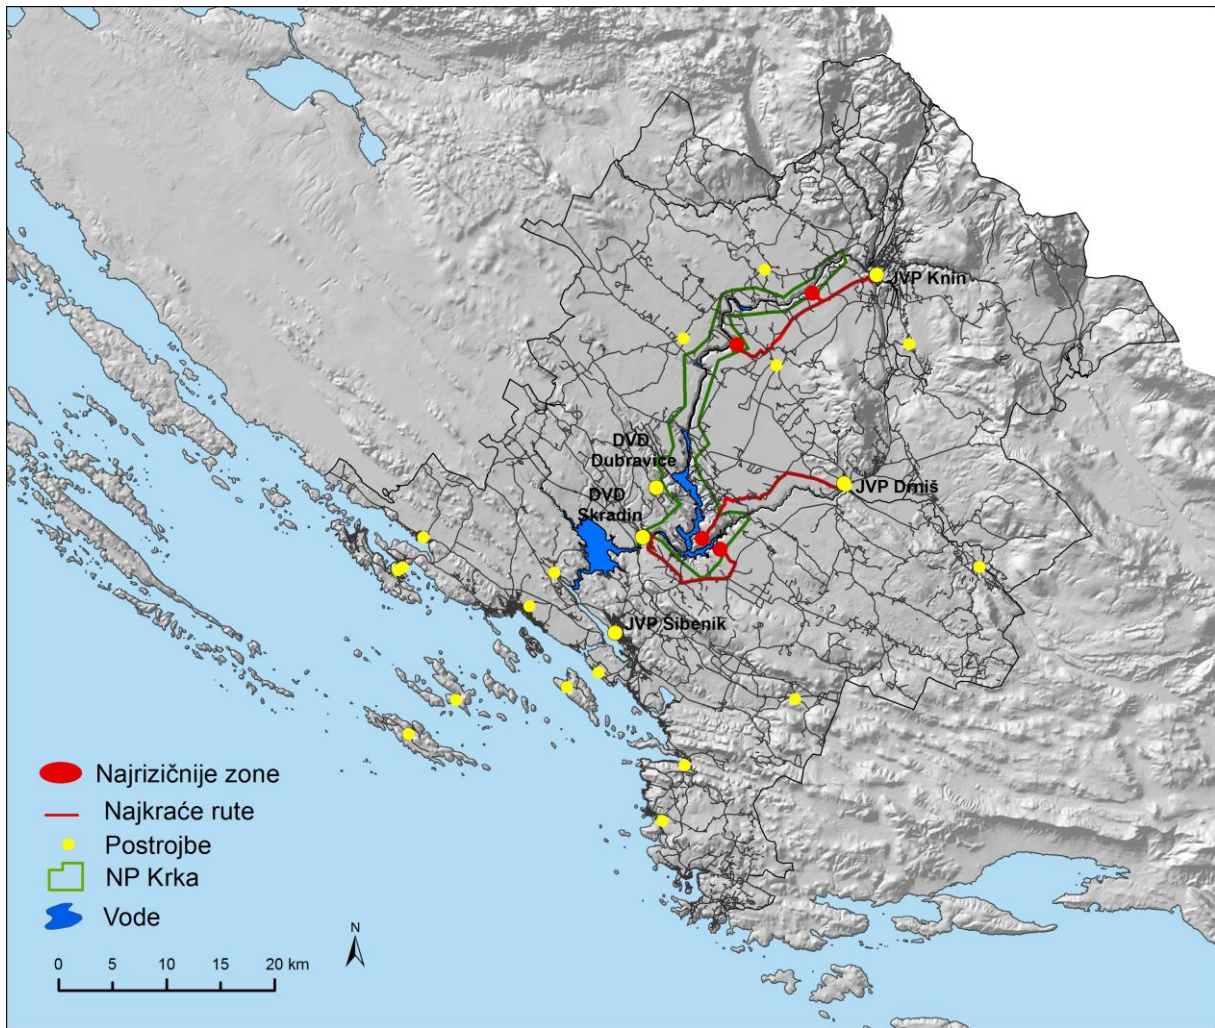 JVP Knin
DVD
Dubravice
DVD
Skradin
JVP Drniš
JVP Šibenik
Najrizičnije zone
Najkraće rute
Postrojbe
NP Krka
Vode
N
0 5 10 15 20 km